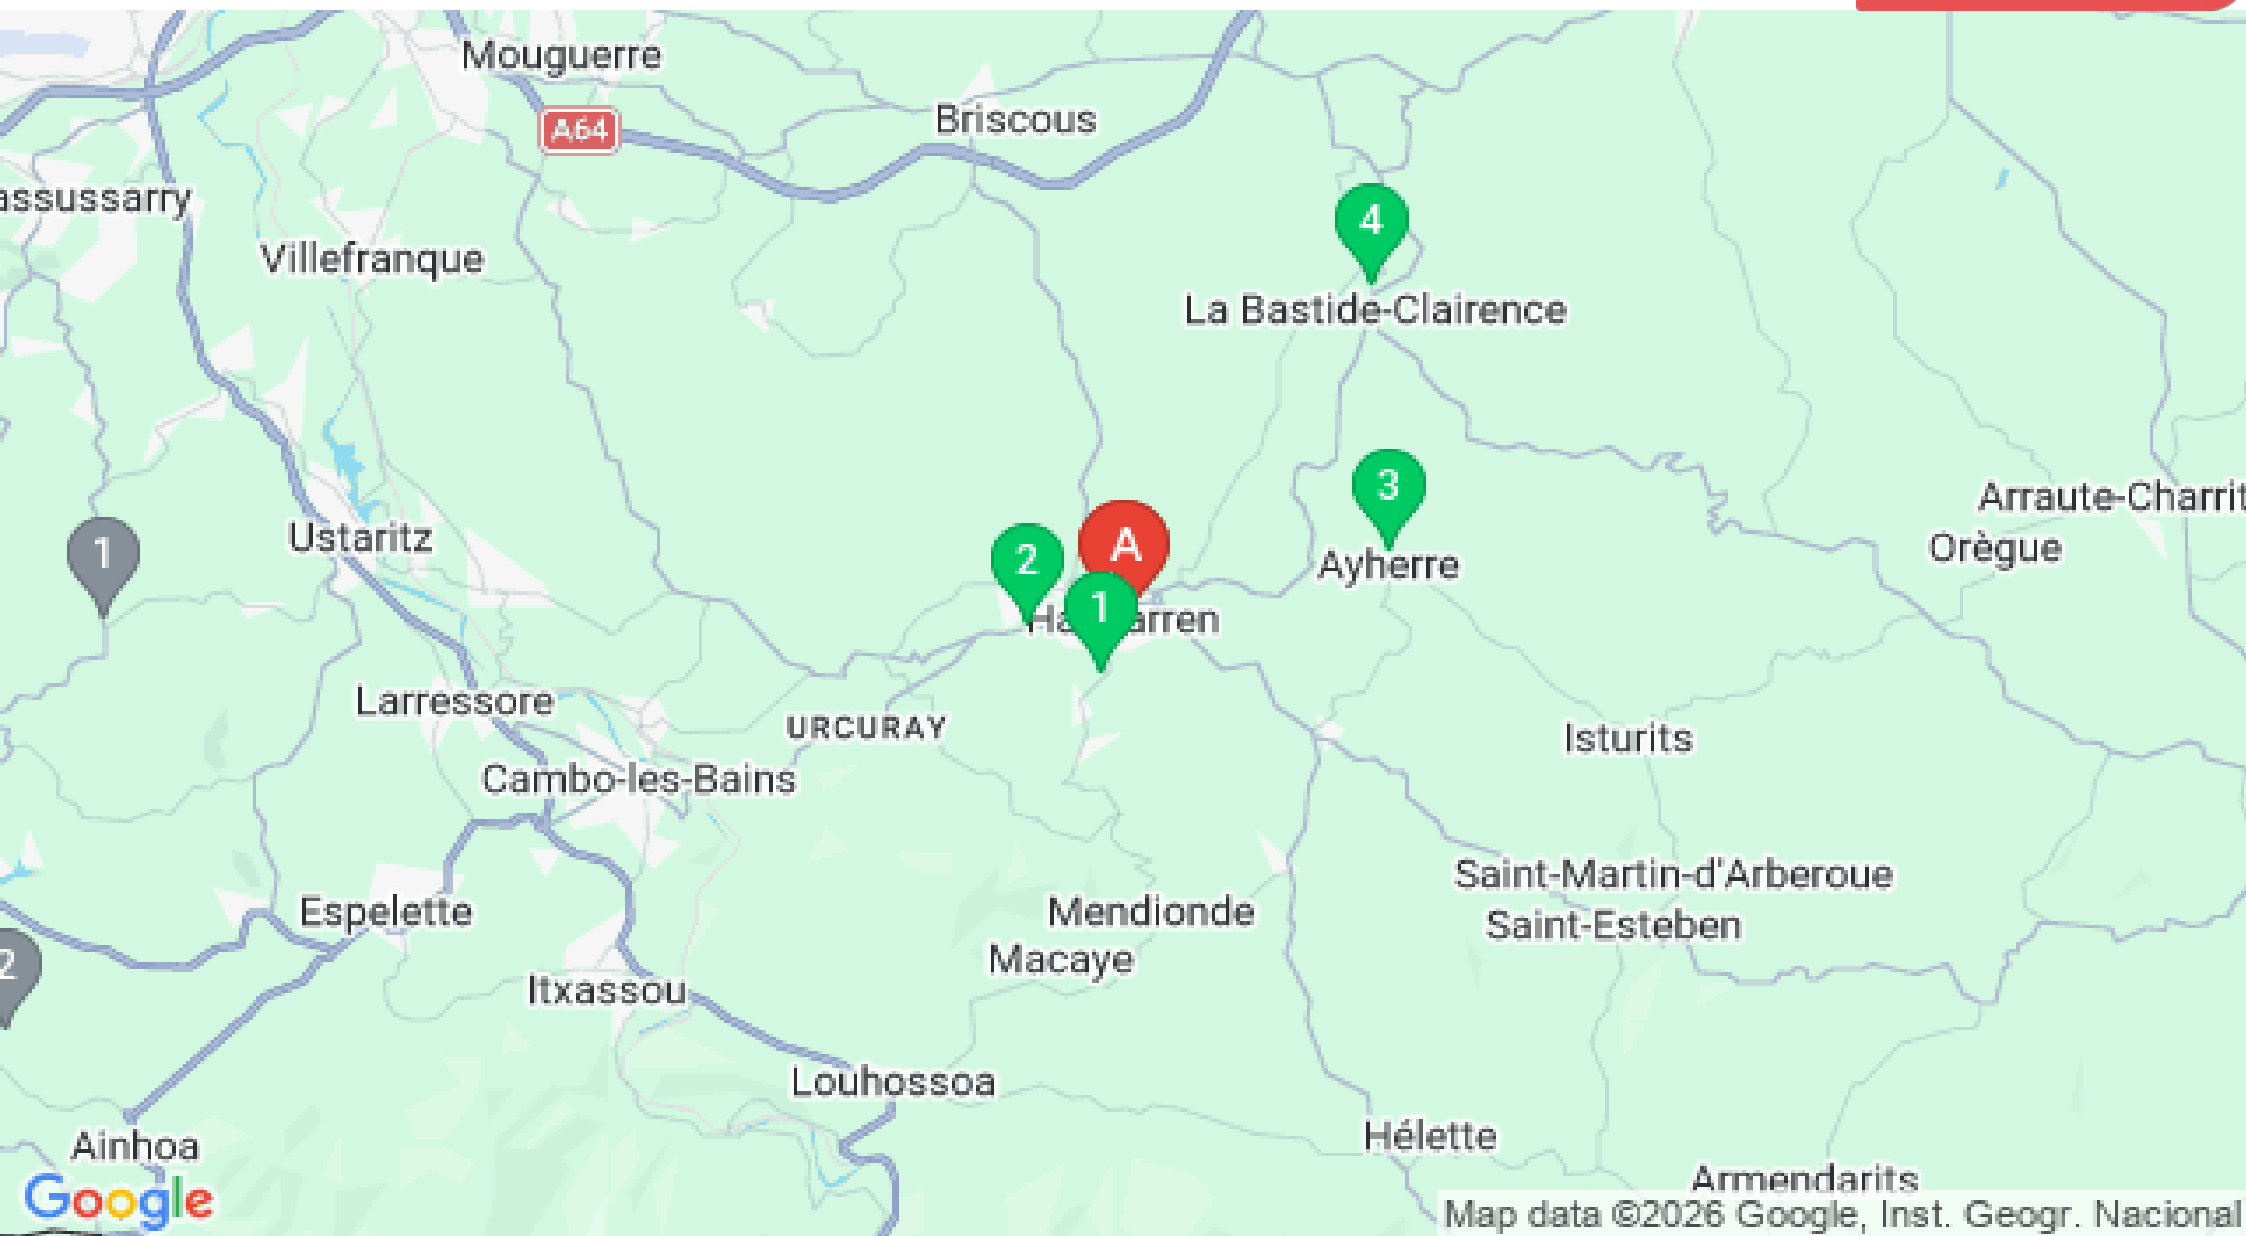 Mouguerre
A64
Briscous
assussarry
4
Villefranque
La Bastide-Clairence
3
Arraute-Charrit
1
Ustaritz
2
A
Ayherre
Orègue
1
arren
Larressore
URCURAY
Isturits
Cambo-les-Bains
Saint-Martin-d'Arberoue
Espelette
Mendionde
Saint-Esteben
2
Macaye
Itxassou
Louhossoa
Hélette
Ainhoa
Armendarits
Google
Map data ©2026 Google, Inst. Geogr. Nacional